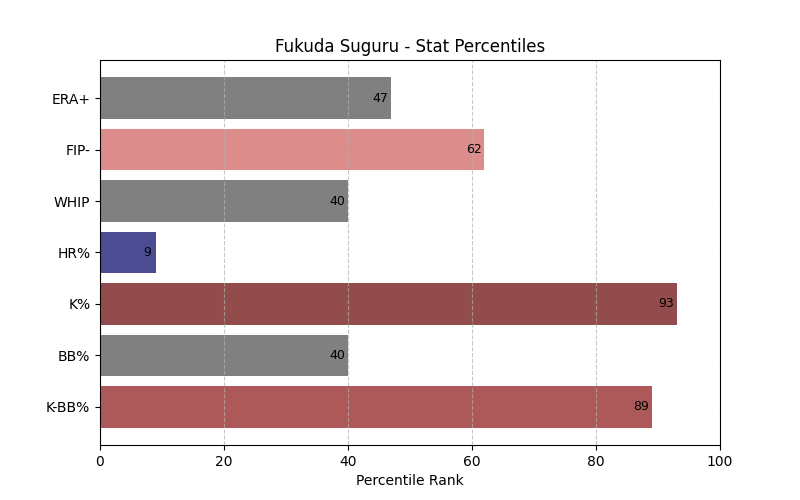 Fukuda Suguru - Stat Percentiles
ERA+ 47
FIP- 62
WHIP 40
HR% 9
K% 93
BB% 40
K-BB% 89
0 20 40 60 80 100
Percentile Rank